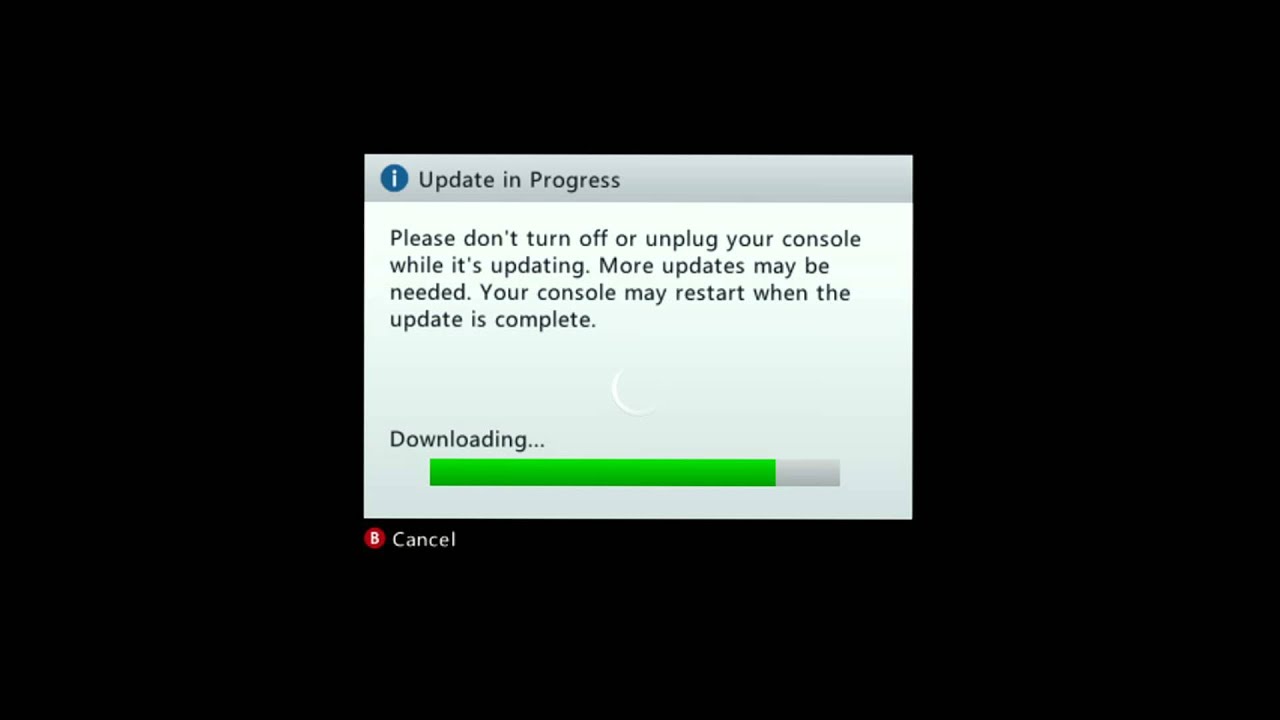 i Update in Progress
Please don't turn off or unplug your console
while it's updating. More updates may be
needed. Your console may restart when the
update is complete.
Downloading...
B Cancel